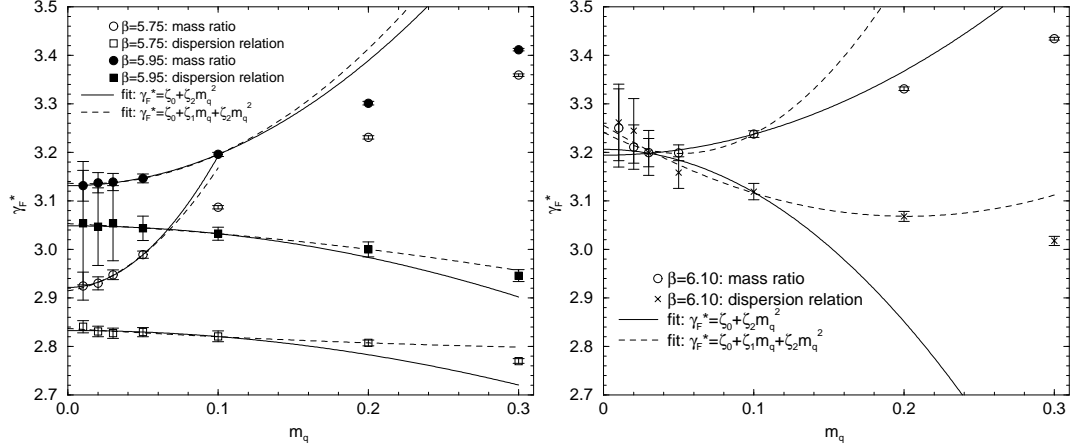 3.5
3.4
3.3
3.2
3.1
3.0
2.9
2.8
2.7
γF*
β=5.75: mass ratio
β=5.75: dispersion relation
β=5.95: mass ratio
β=5.95: dispersion relation
fit: γF*=ζ0+ζ2mq2
fit: γF*=ζ0+ζ1mq+ζ2mq2
0.0 0.1 0.2 0.3
mq
3.5
3.4
3.3
3.2
3.1
3.0
2.9
2.8
2.7
γF*
β=6.10: mass ratio
β=6.10: dispersion relation
fit: γF*=ζ0+ζ2mq2
fit: γF*=ζ0+ζ1mq+ζ2mq2
0 0.1 0.2 0.3
mq